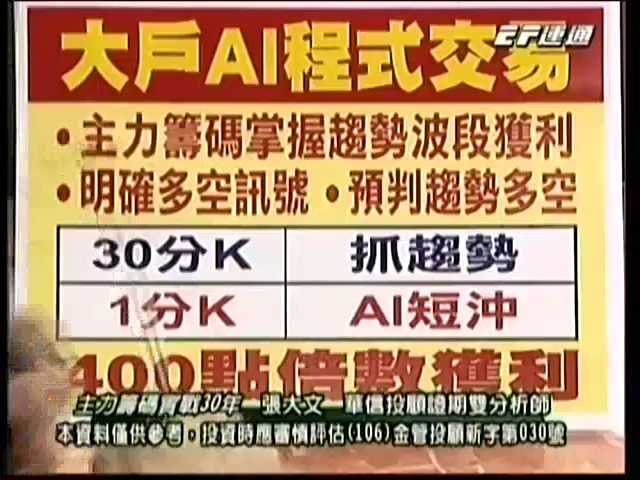 大戶AI程式交易
ET運通
•主力籌碼掌握趨勢波段獲利
•明確多空訊號 •預判趨勢多空
30分K 抓趨勢
1分K AI短沖
400點倍數獲利
主力籌碼實戰30年 張大文 華信投顧證期雙分析師
本資料僅供參考，投資時應審慎評估(106)金管投顧新字第030號